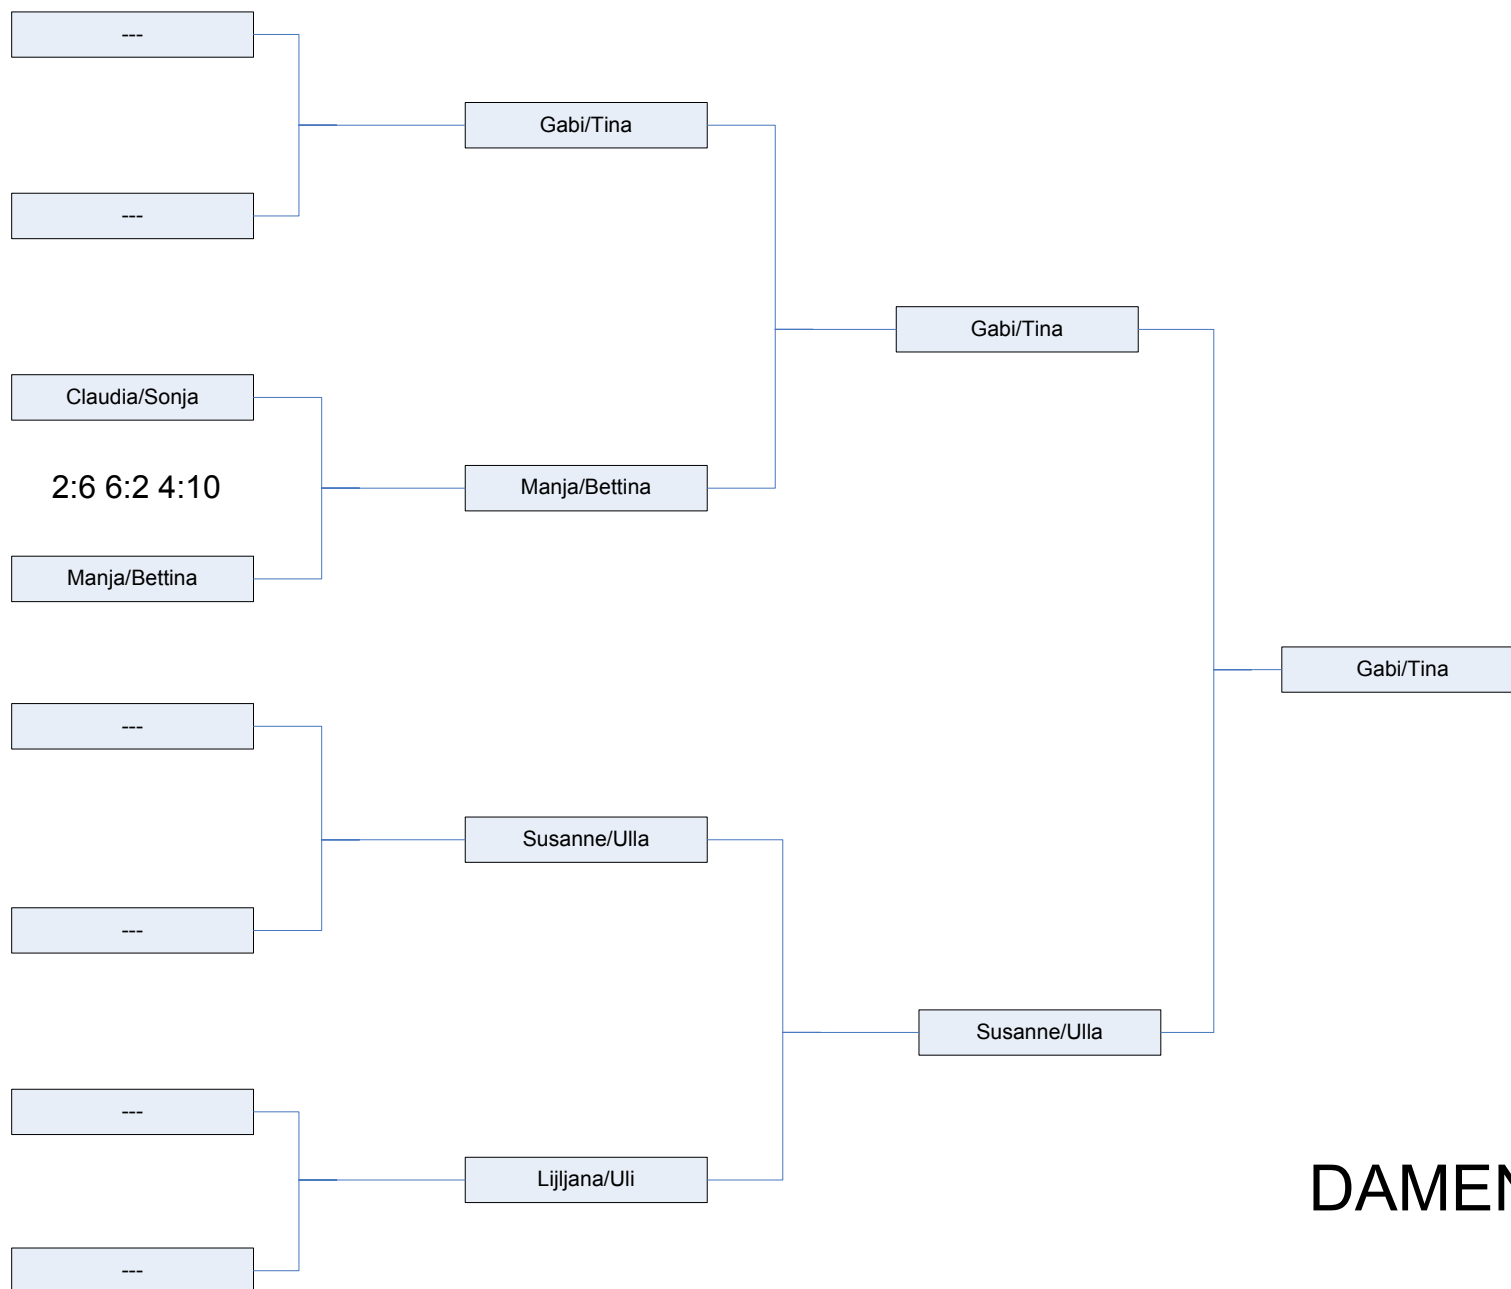 ---
Gabi/Tina
---
Gabi/Tina
Claudia/Sonja
2:6 6:2 4:10
Manja/Bettina
Manja/Bettina
Gabi/Tina
---
Susanne/Ulla
---
Susanne/Ulla
---
Lijljana/Uli
DAMEN
---